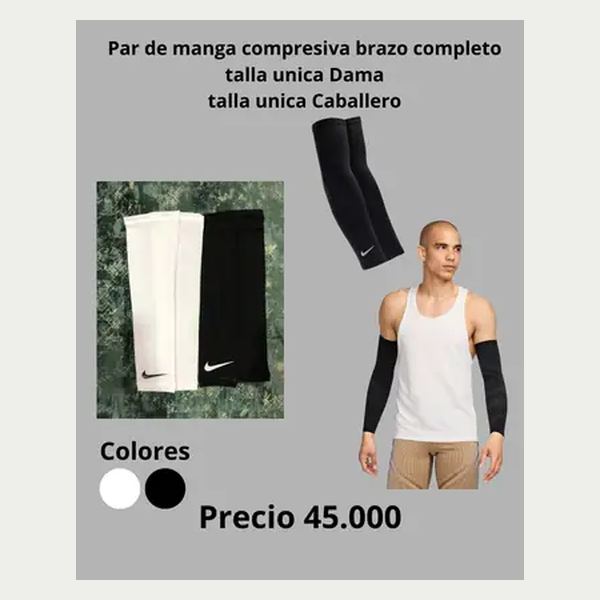 Par de manga compresiva brazo completo
talla unica Dama
talla unica Caballero
Colores
Precio 45.000